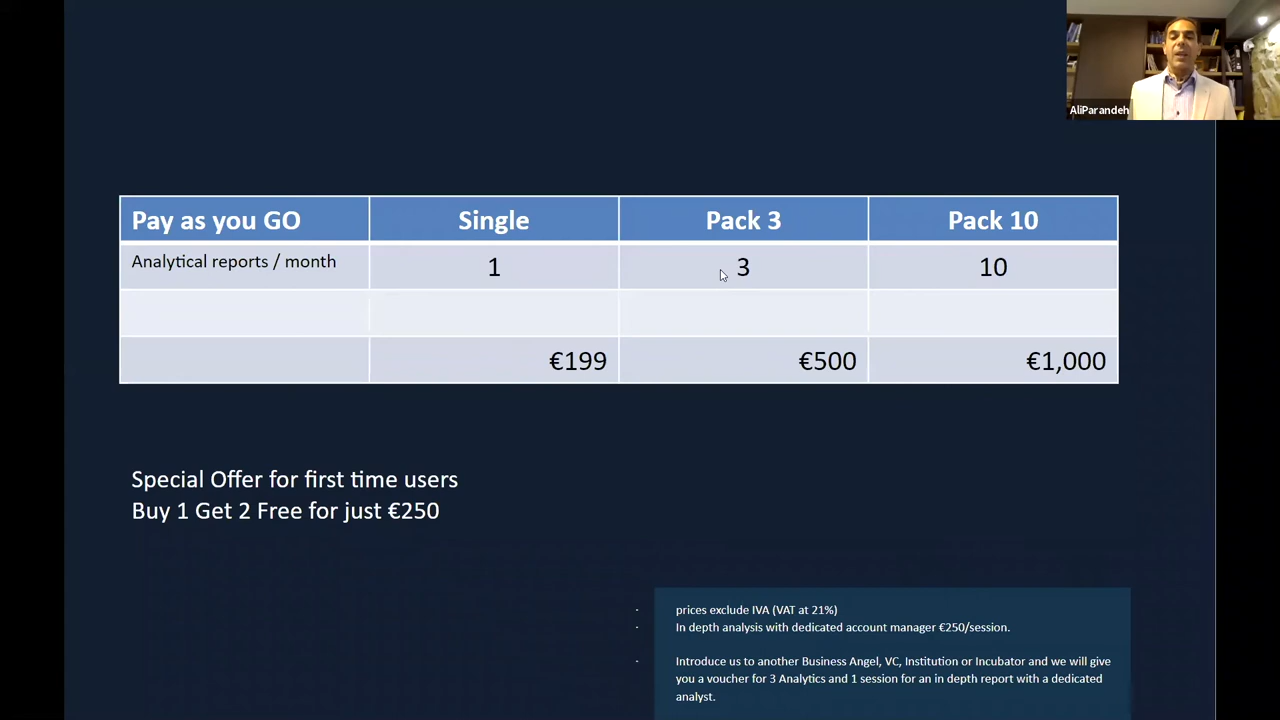 AliParandeh
Pay as you GO Single Pack 3 Pack 10
Analytical reports / month 1 3 10
€199 €500 €1,000
Special Offer for first time users
Buy 1 Get 2 Free for just €250
· prices exclude IVA (VAT at 21%)
· In depth analysis with dedicated account manager €250/session.
· Introduce us to another Business Angel, VC, Institution or Incubator and we will give
you a voucher for 3 Analytics and 1 session for an in depth report with a dedicated
analyst.